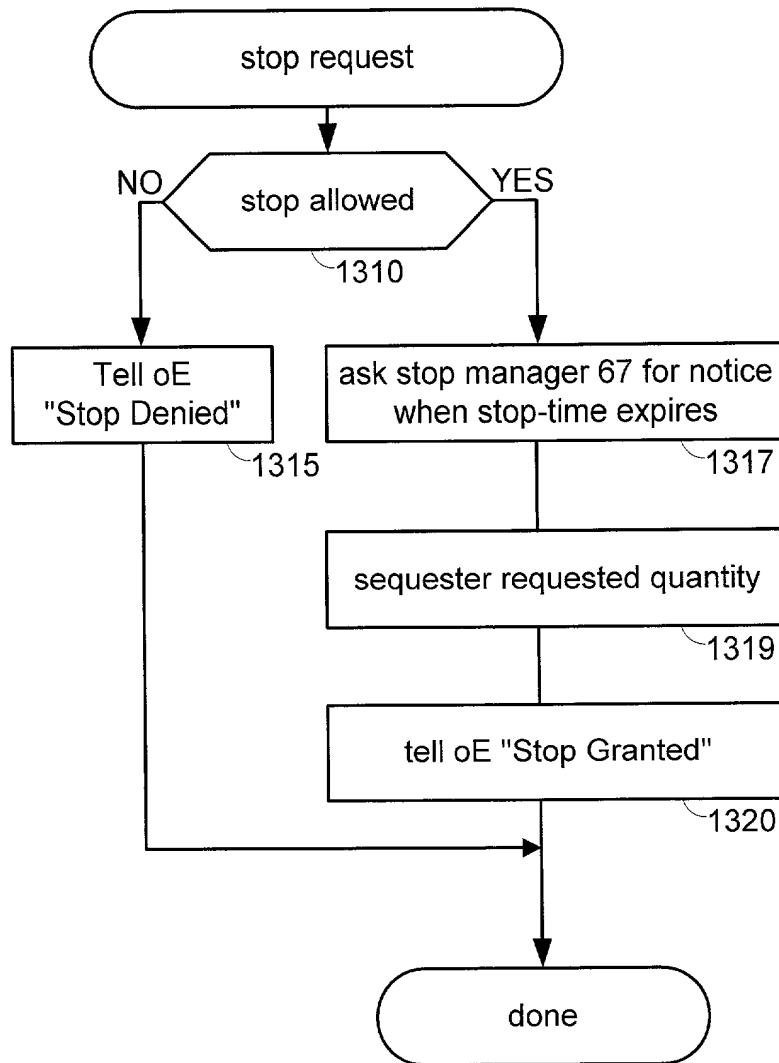 stop request
NO
YES
stop allowed
1310
Tell oE
"Stop Denied"
1315
ask stop manager 67 for notice
when stop-time expires
1317
sequester requested quantity
1319
tell oE "Stop Granted"
1320
done